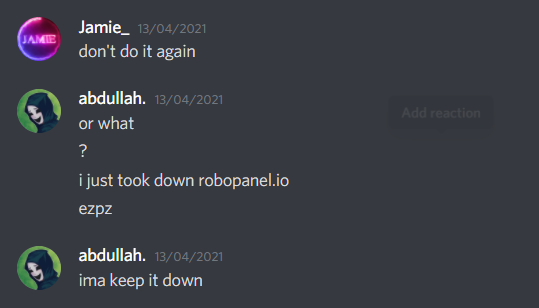 JAMIE
Jamie_ 13/04/2021
don't do it again
abdullah. 13/04/2021
or what
Add reaction
?
i just took down robopanel.io
ezpz
abdullah. 13/04/2021
ima keep it down